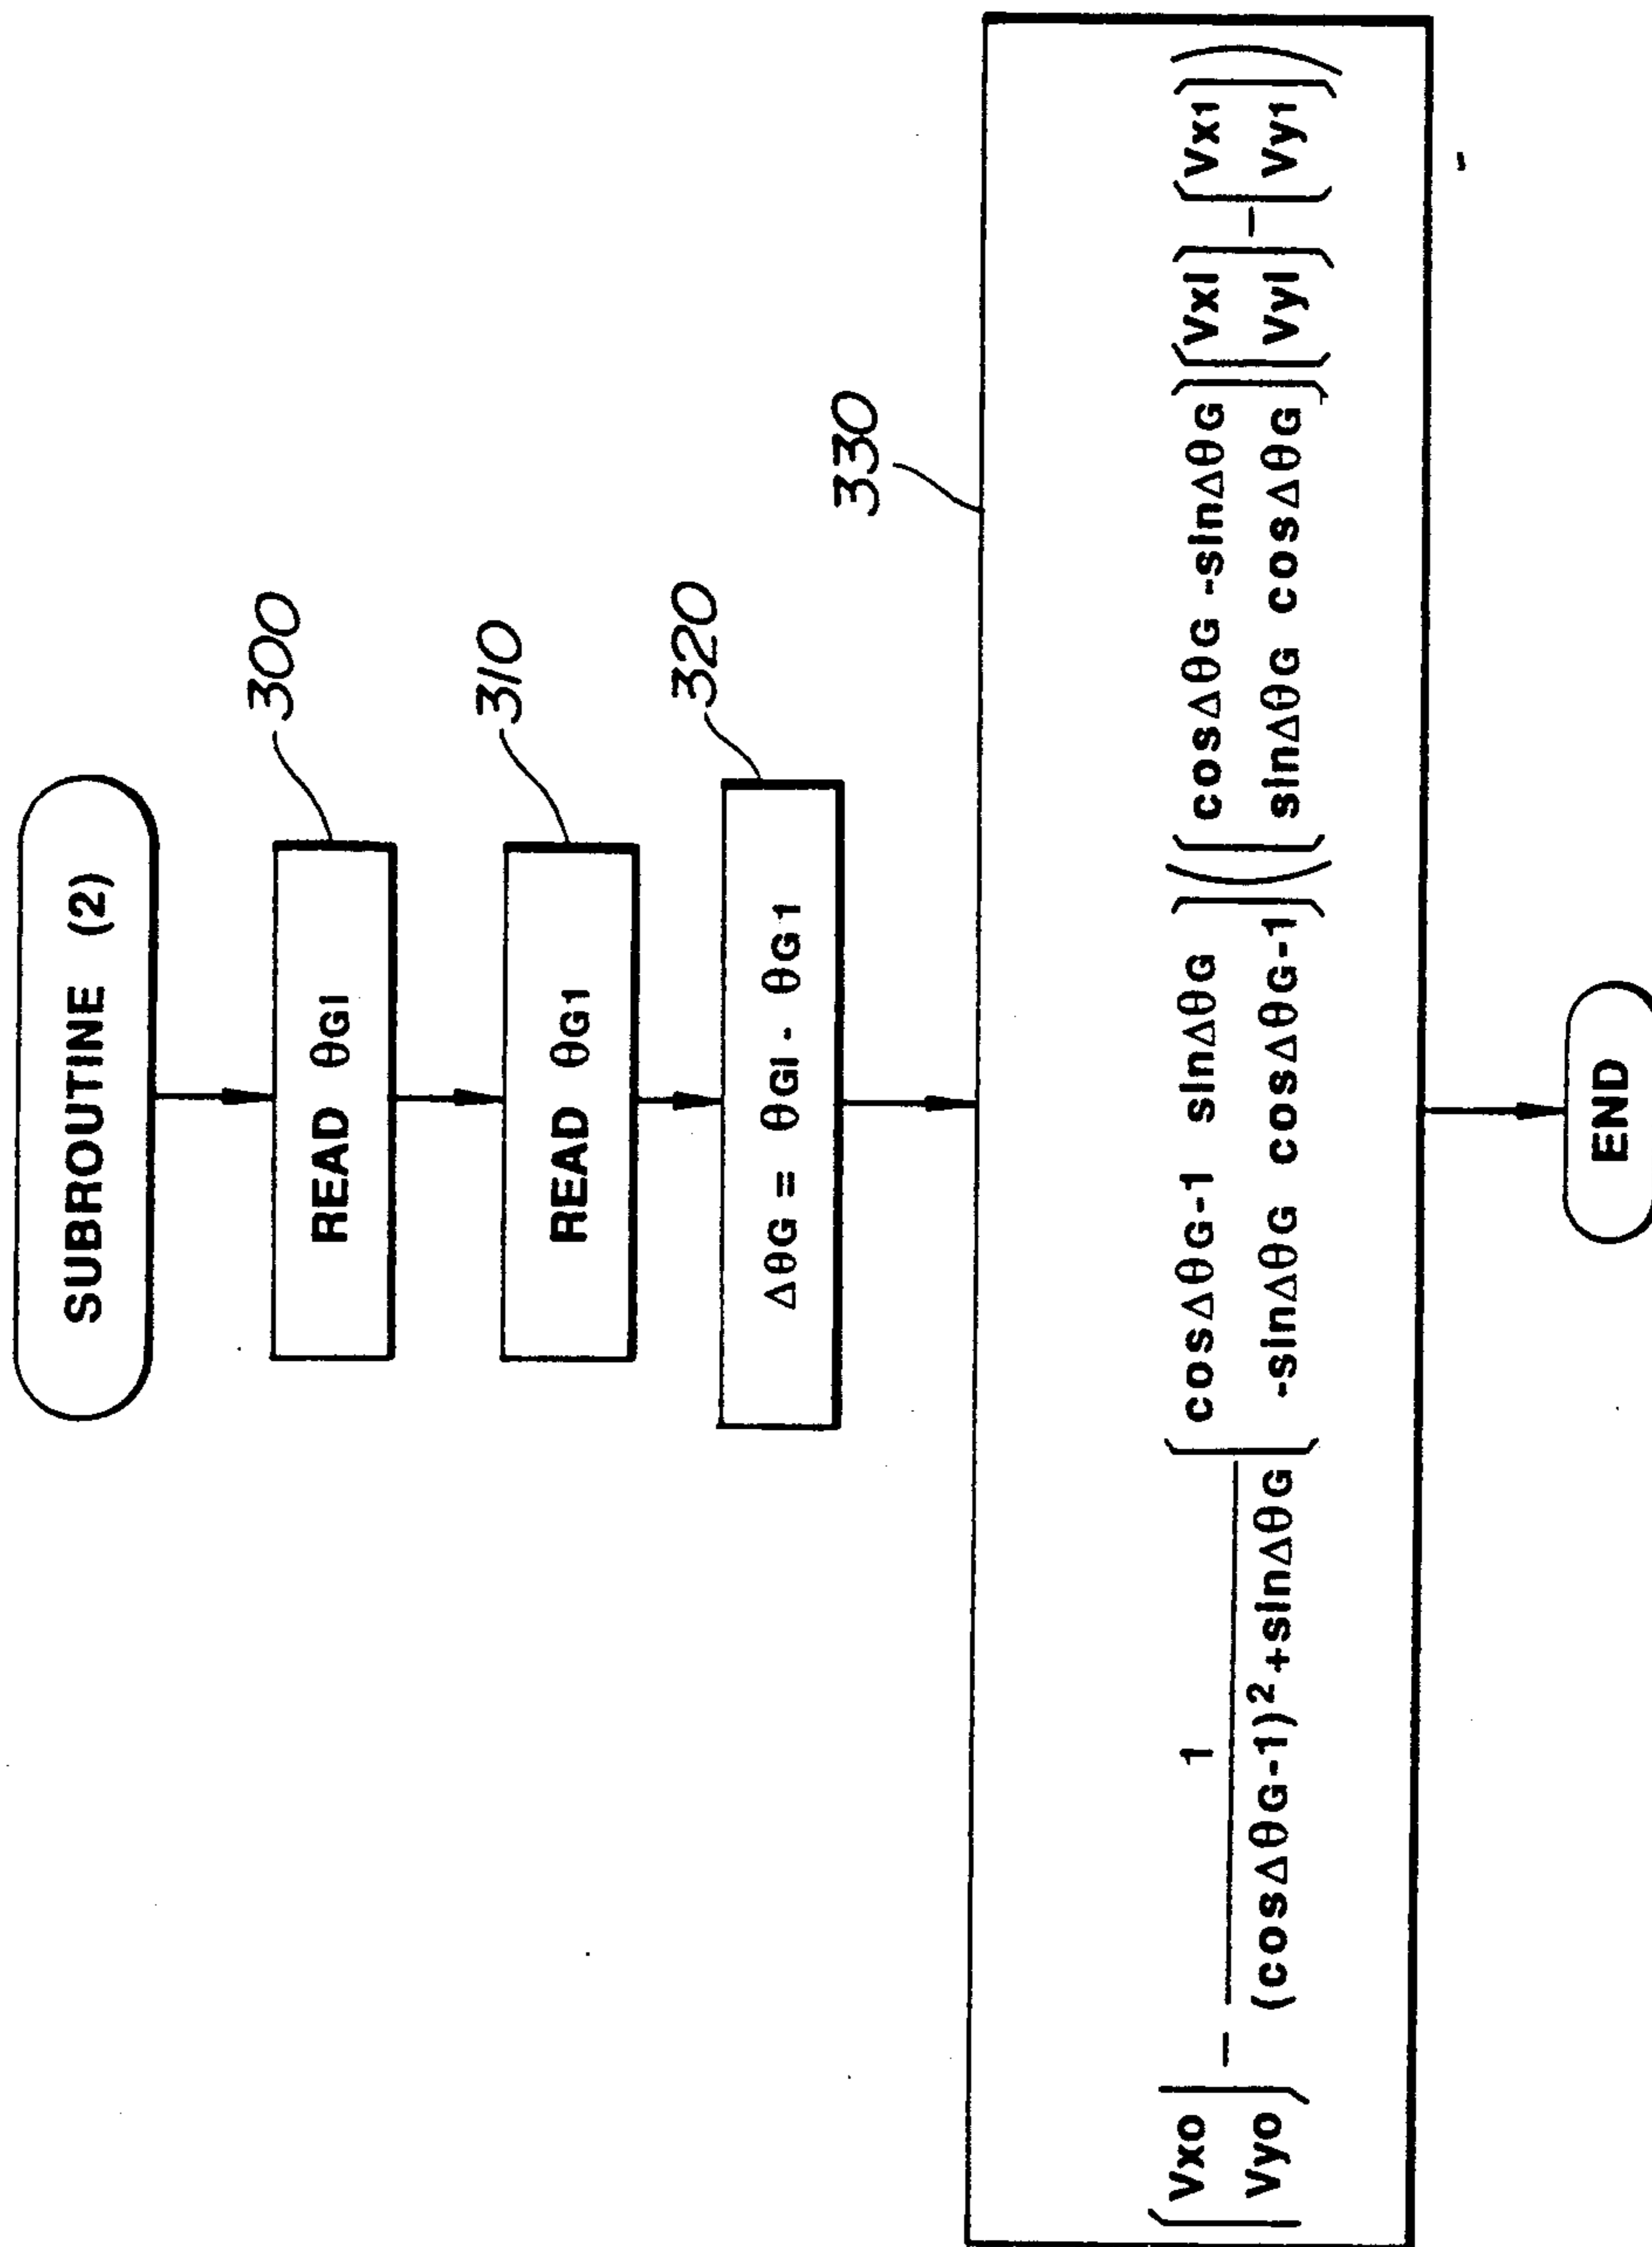 SUBROUTINE (2)
300
READ θGI
310
READ θG1
320
ΔθG = θGI - θG1
330
[Vxo] - 1 [cosΔθG-1 sinΔθG] ([cosΔθG -sinΔθG] [VxI] - [Vx1])
[Vyo] (cosΔθG-1)²+sinΔθG [-sinΔθG cosΔθG-1] ([sinΔθG cosΔθG] [VyI] [Vy1])
END